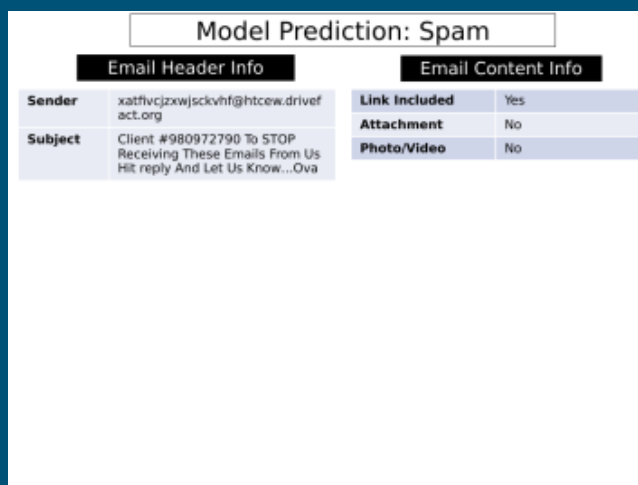 Model Prediction: Spam
Email Header Info
Sender
xatfivcjzxwjsckvhf@htcew.drivef
act.org
Subject
Client #980972790 To STOP
Receiving These Emails From Us
Hit reply And Let Us Know...Ova
Email Content Info
Link Included Yes
Attachment No
Photo/Video No